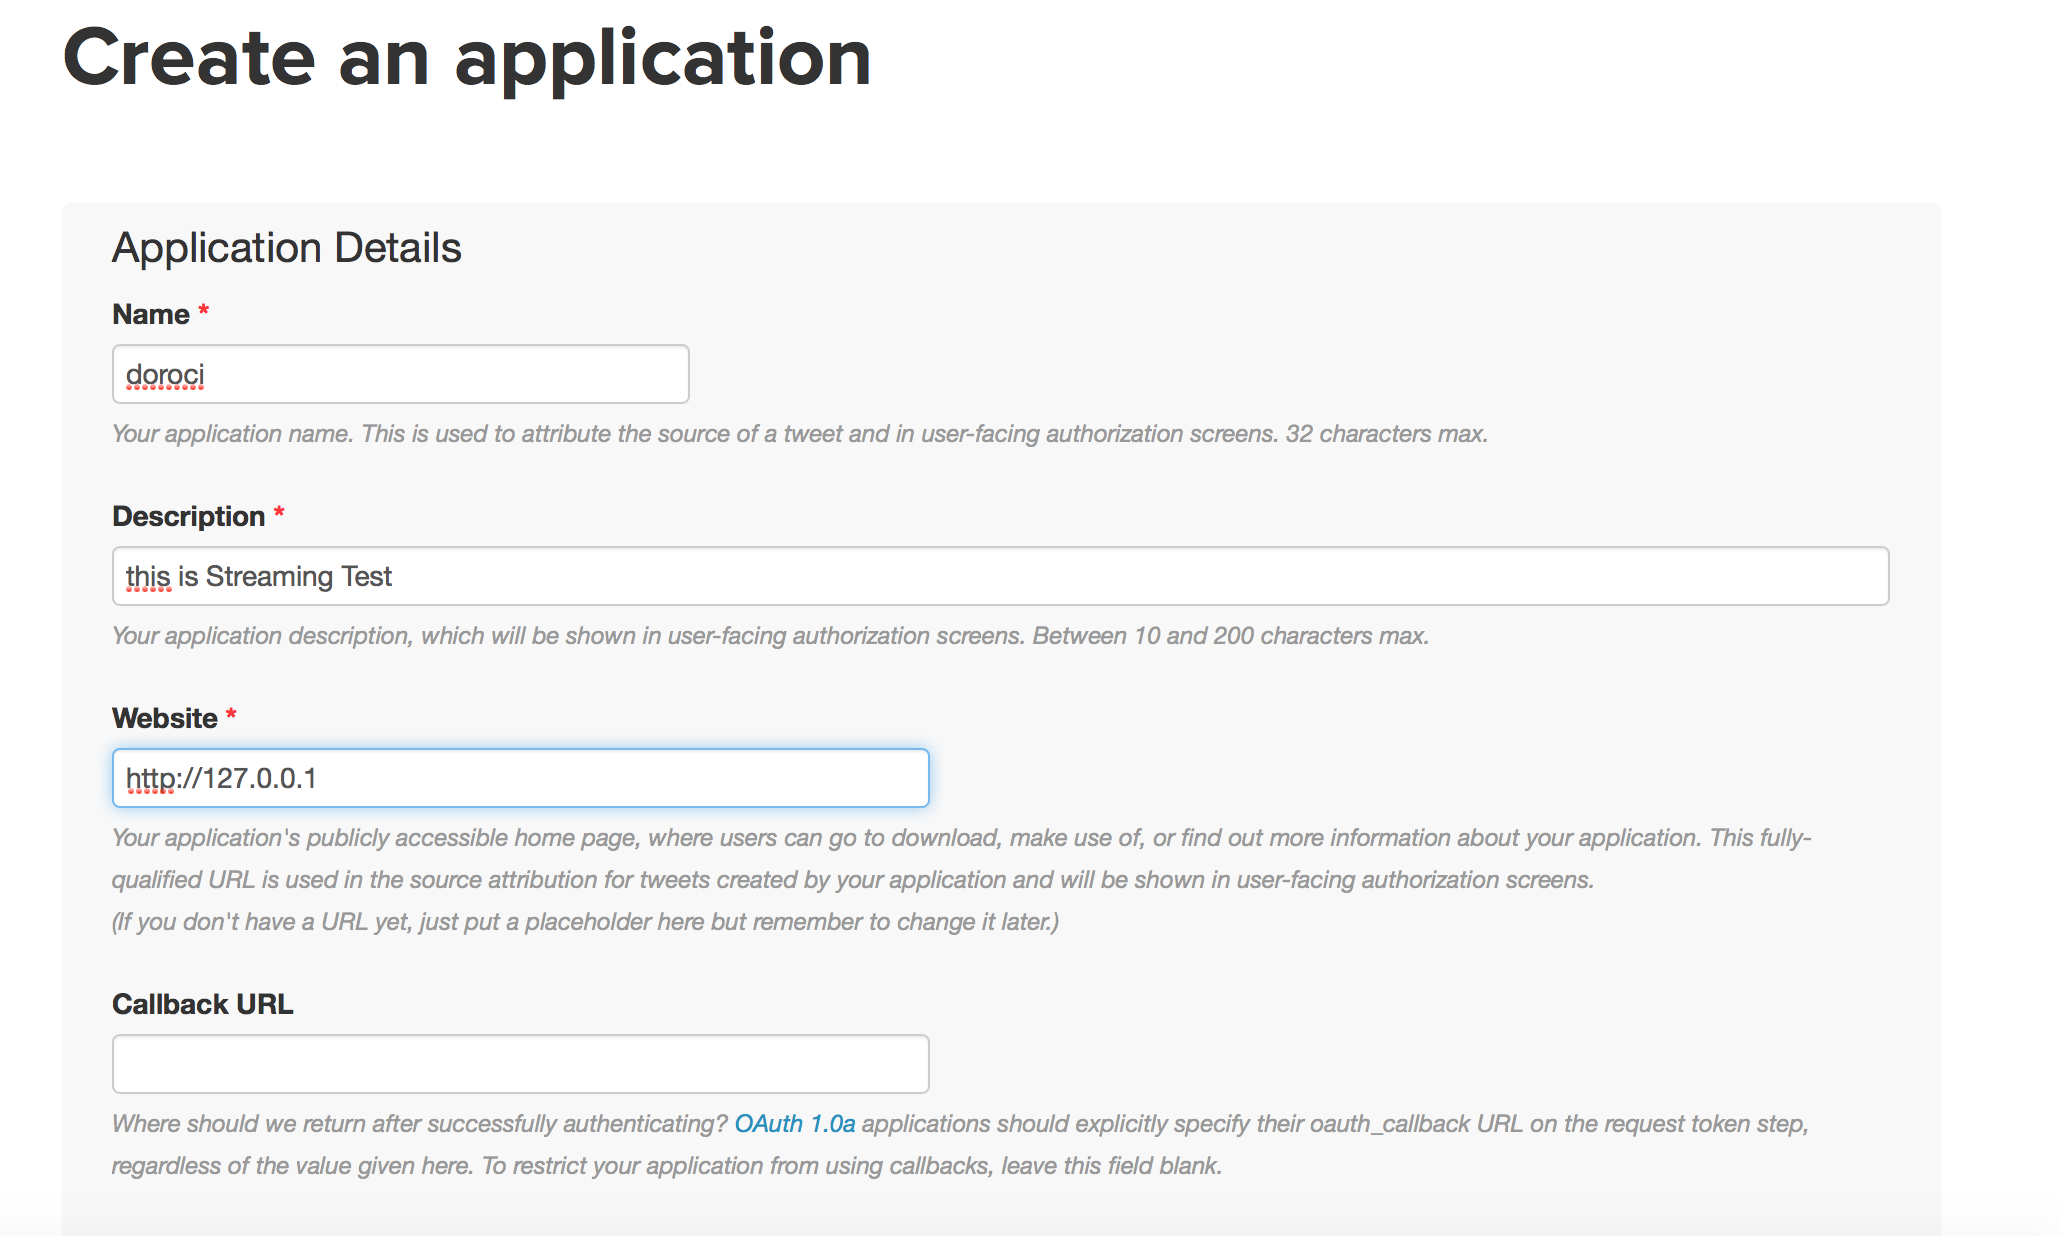 Create an application
Application Details
Name *
doroci
Your application name. This is used to attribute the source of a tweet and in user-facing authorization screens. 32 characters max.
Description *
this is Streaming Test
Your application description, which will be shown in user-facing authorization screens. Between 10 and 200 characters max.
Website *
http://127.0.0.1
Your application's publicly accessible home page, where users can go to download, make use of, or find out more information about your application. This fully-
qualified URL is used in the source attribution for tweets created by your application and will be shown in user-facing authorization screens.
(If you don't have a URL yet, just put a placeholder here but remember to change it later.)
Callback URL
Where should we return after successfully authenticating? OAuth 1.0a applications should explicitly specify their oauth_callback URL on the request token step,
regardless of the value given here. To restrict your application from using callbacks, leave this field blank.